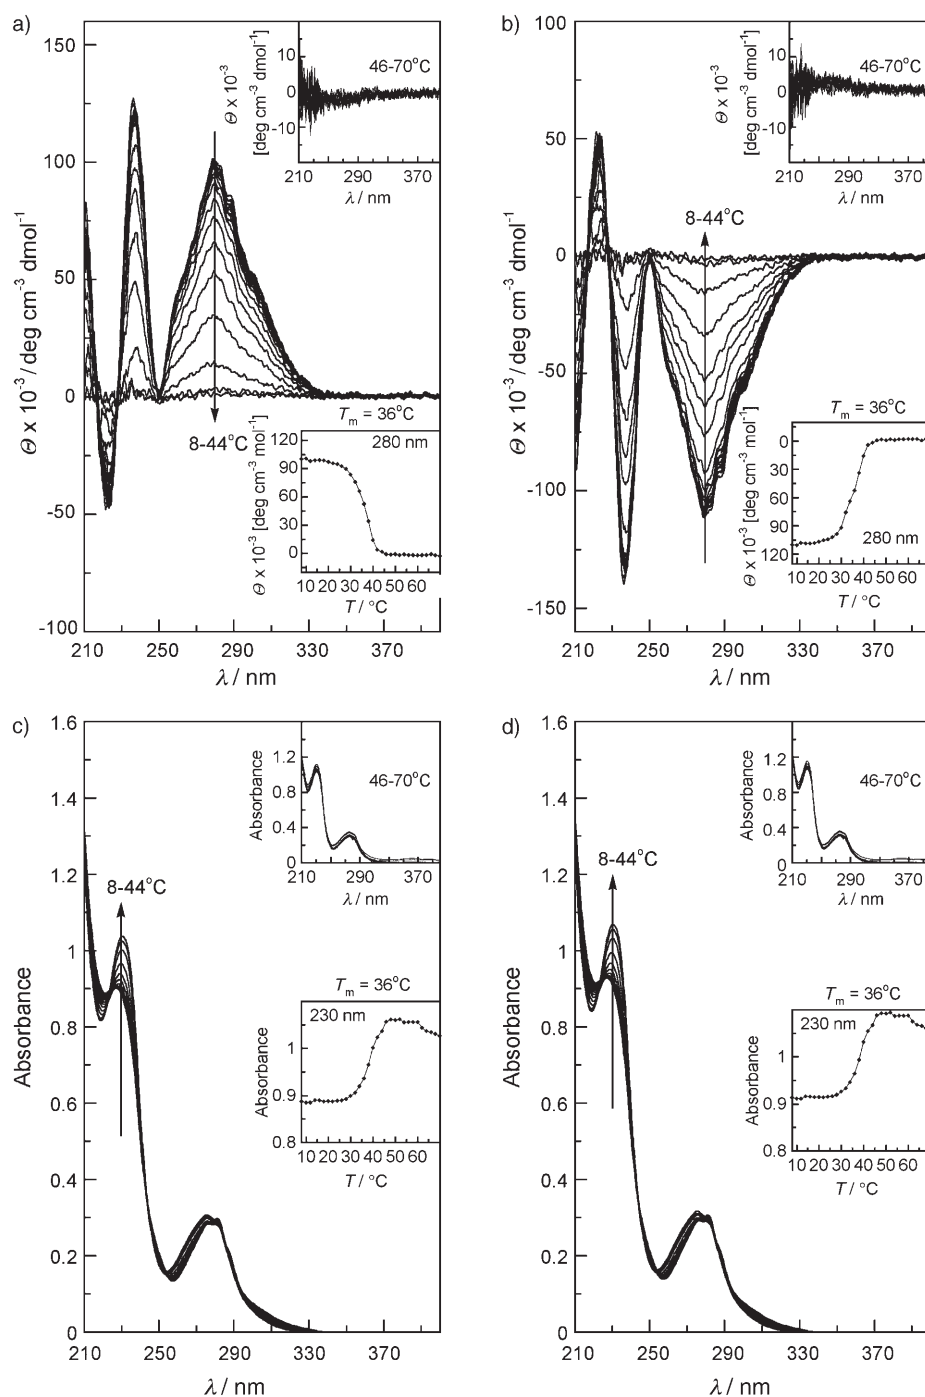 a)
150
100
50
0
-50
-100
Θ x 10⁻³ / deg cm⁻³ dmol⁻¹
210 250 290 330 370
λ / nm
8-44°C
10
0
-10
Θ x 10⁻³
[deg cm⁻³ dmol⁻¹]
46-70°C
210 290 370
λ / nm
Tm = 36°C
280 nm
120
90
60
30
0
Θ x 10⁻³ [deg cm⁻³ mol⁻¹]
10 20 30 40 50 60
T / °C
b)
100
50
0
-50
-100
-150
Θ x 10⁻³ / deg cm⁻³ dmol⁻¹
210 250 290 330 370
λ / nm
8-44°C
10
0
-10
Θ x 10⁻³
[deg cm⁻³ dmol⁻¹]
46-70°C
210 290 370
λ / nm
Tm = 36°C
280 nm
0
30
60
90
120
Θ x 10⁻³ [deg cm⁻³ mol⁻¹]
10 20 30 40 50 60
T / °C
c)
1.6
1.4
1.2
1
0.8
0.6
0.4
0.2
0
Absorbance
210 250 290 330 370
λ / nm
8-44°C
1.2
0.8
0.4
0
Absorbance
46-70°C
210 290 370
λ / nm
Tm = 36°C
230 nm
1
0.9
0.8
Absorbance
10 20 30 40 50 60
T / °C
d)
1.6
1.4
1.2
1
0.8
0.6
0.4
0.2
0
Absorbance
210 250 290 330 370
λ / nm
8-44°C
1.2
0.8
0.4
0
Absorbance
46-70°C
210 290 370
λ / nm
Tm = 36°C
230 nm
1
0.9
0.8
Absorbance
10 20 30 40 50 60
T / °C